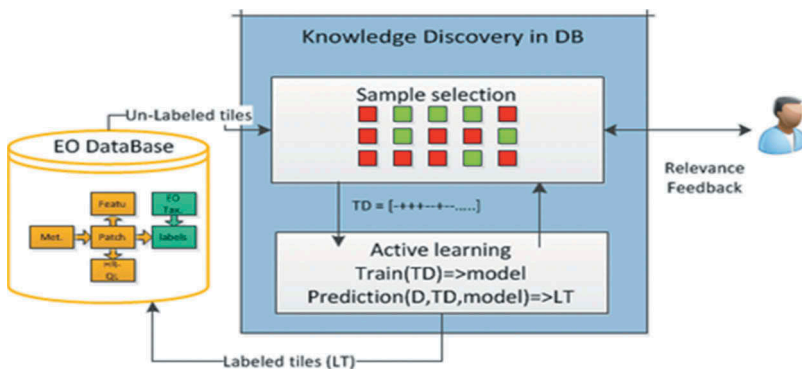 Knowledge Discovery in DB
Sample selection
Un-Labeled tiles
EO DataBase
Featu
EO
Tax.
Met.
Patch.
labels
QL
Relevance
Feedback
TD = [-+++--+--.....]
Active learning
Train(TD)=>model
Prediction(D,TD,model)=>LT
Labeled tiles (LT)